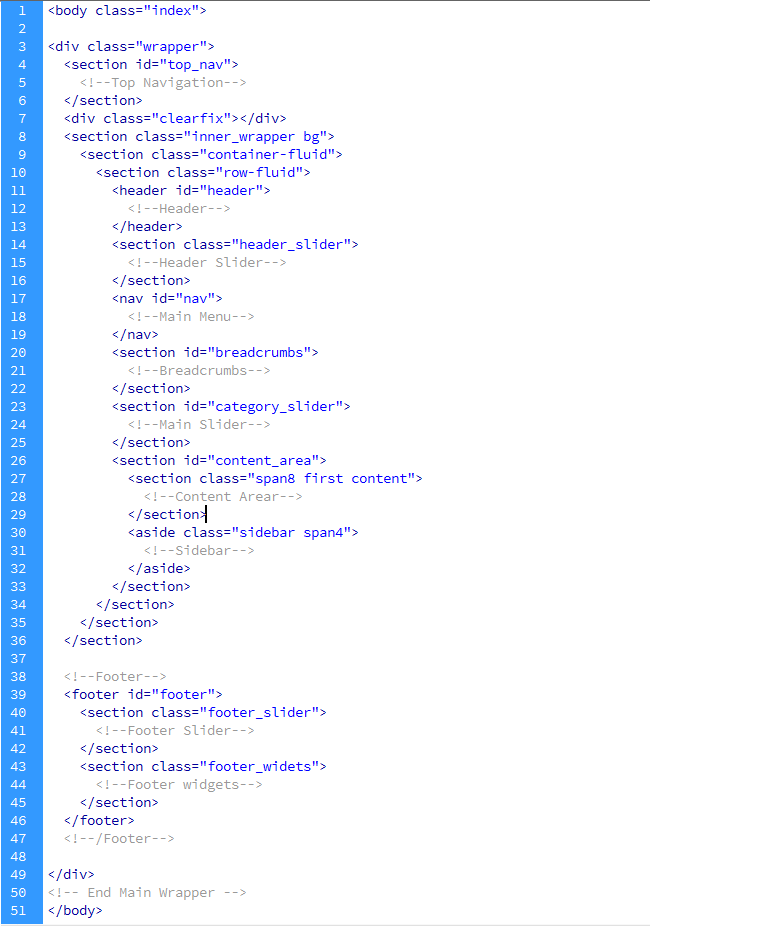 1 <body class="index">
2
3 <div class="wrapper">
4   <section id="top_nav">
5     <!--Top Navigation-->
6   </section>
7   <div class="clearfix"></div>
8   <section class="inner_wrapper bg">
9     <section class="container-fluid">
10       <section class="row-fluid">
11         <header id="header">
12           <!--Header-->
13         </header>
14         <section class="header_slider">
15           <!--Header Slider-->
16         </section>
17         <nav id="nav">
18           <!--Main Menu-->
19         </nav>
20         <section id="breadcrumbs">
21           <!--Breadcrumbs-->
22         </section>
23         <section id="category_slider">
24           <!--Main Slider-->
25         </section>
26         <section id="content_area">
27           <section class="span8 first content">
28             <!--Content Arear-->
29           </section>
30           <aside class="sidebar span4">
31             <!--Sidebar-->
32           </aside>
33         </section>
34       </section>
35     </section>
36   </section>
37
38   <!--Footer-->
39   <footer id="footer">
40     <section class="footer_slider">
41       <!--Footer Slider-->
42     </section>
43     <section class="footer_widets">
44       <!--Footer widgets-->
45     </section>
46   </footer>
47   <!--/Footer-->
48
49 </div>
50 <!-- End Main Wrapper -->
51 </body>